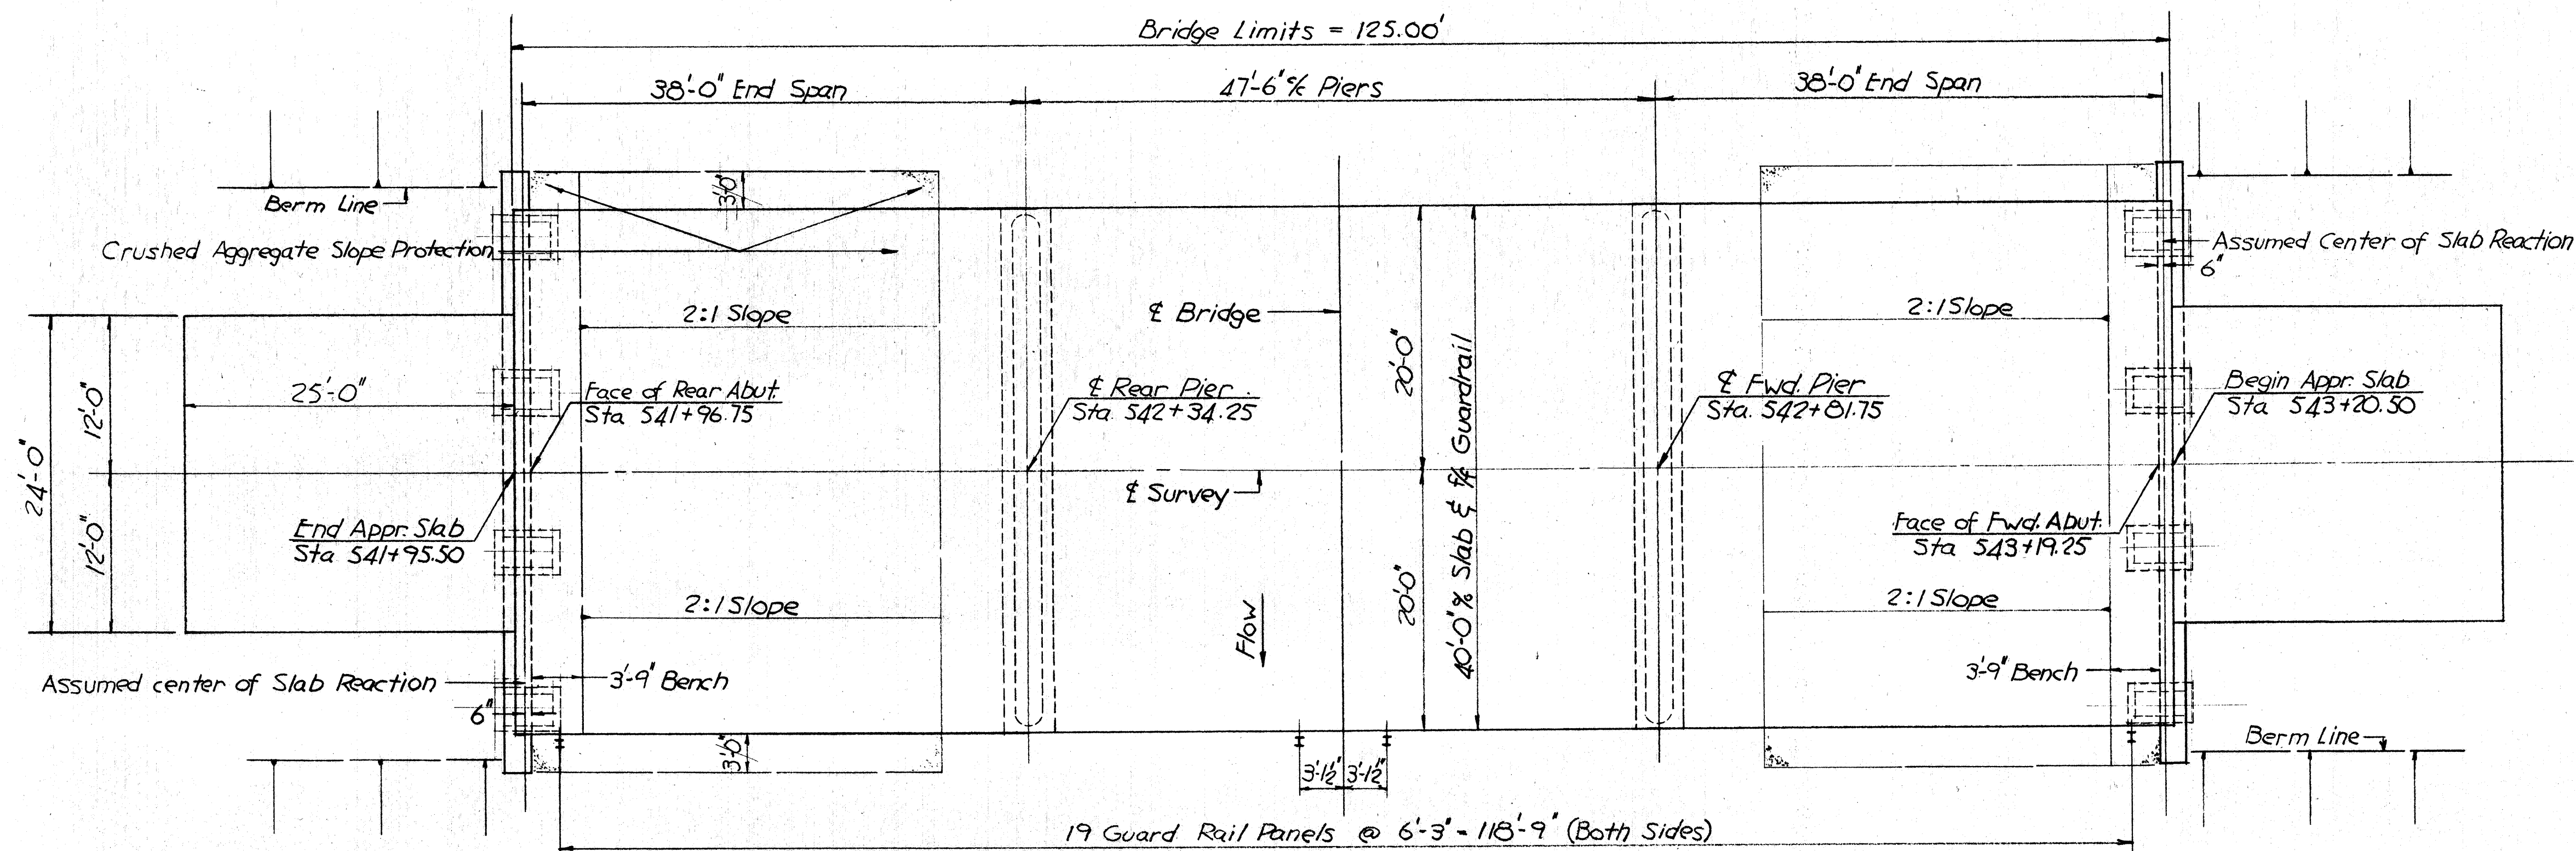 Bridge Limits = 125.00'
38'-0" End Span
47'-6" c/c Piers
38'-0" End Span
Berm Line
3'-0"
Crushed Aggregate Slope Protection
Assumed Center of Slab Reaction
6"
2:1 Slope
℄ Bridge
2:1 Slope
24'-0"
12'-0"
12'-0"
25'-0"
Face of Rear Abut.
Sta 541+96.75
℄ Rear Pier
Sta. 542+34.25
20'-0"
20'-0"
40'-0" % Slab & f/f Guardrail
℄ Fwd. Pier
Sta. 542+81.75
Begin Appr. Slab
Sta 543+20.50
℄ Survey
End Appr. Slab
Sta 541+95.50
Face of Fwd. Abut.
Sta 543+19.25
2:1 Slope
Flow
2:1 Slope
Assumed center of Slab Reaction
3'-9" Bench
6"
3'-9" Bench
3'-0"
Berm Line
3'-1½"
3'-1½"
19 Guard Rail Panels @ 6'-3" = 118'-9" (Both Sides)